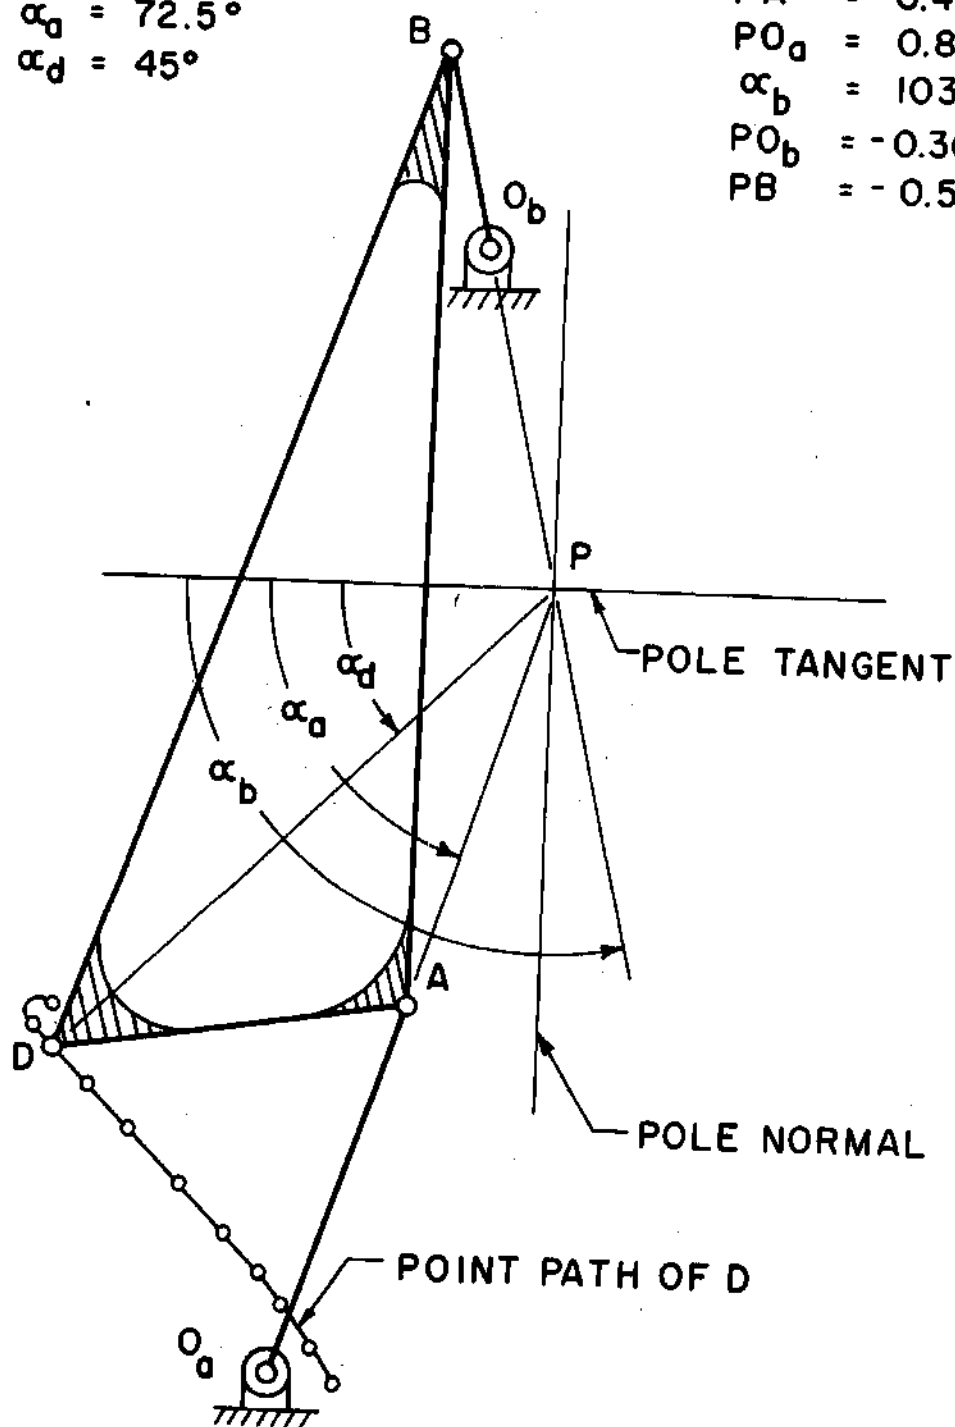 αa = 72.5°
αd = 45°
POa = 0.8
αb = 103
POb = -0.3
PB = -0.5
B
Ob
P
POLE TANGENT
αd
αa
αb
A
D
POLE NORMAL
POINT PATH OF D
Oa